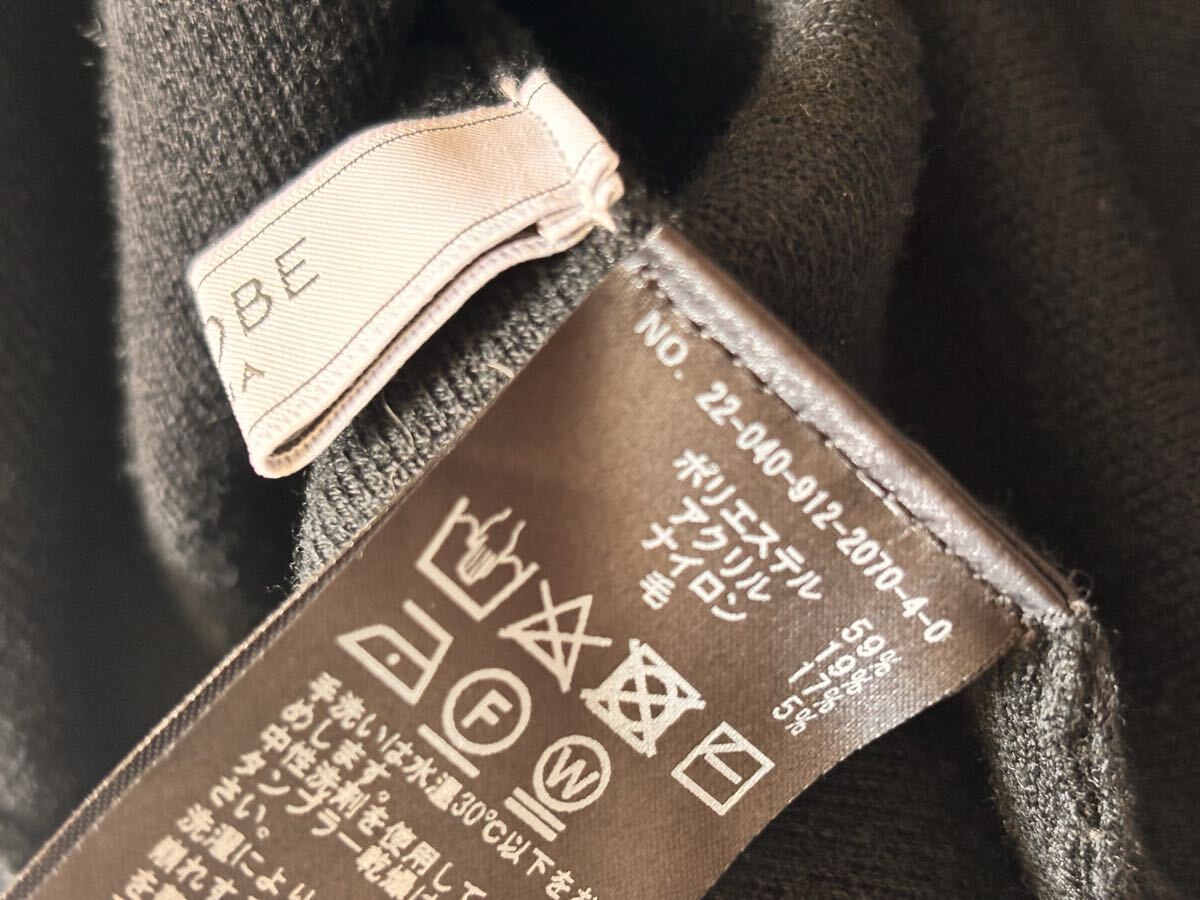 OBE
A
NO. 22-040-912-2070-4-0
ポリエステル 59%
アクリル 19%
ナイロン 17%
毛 5%
F
W
手洗いは水温30℃以下をお
めします。
中性洗剤を使用して
タンブラー乾燥は
さい。
洗濯により